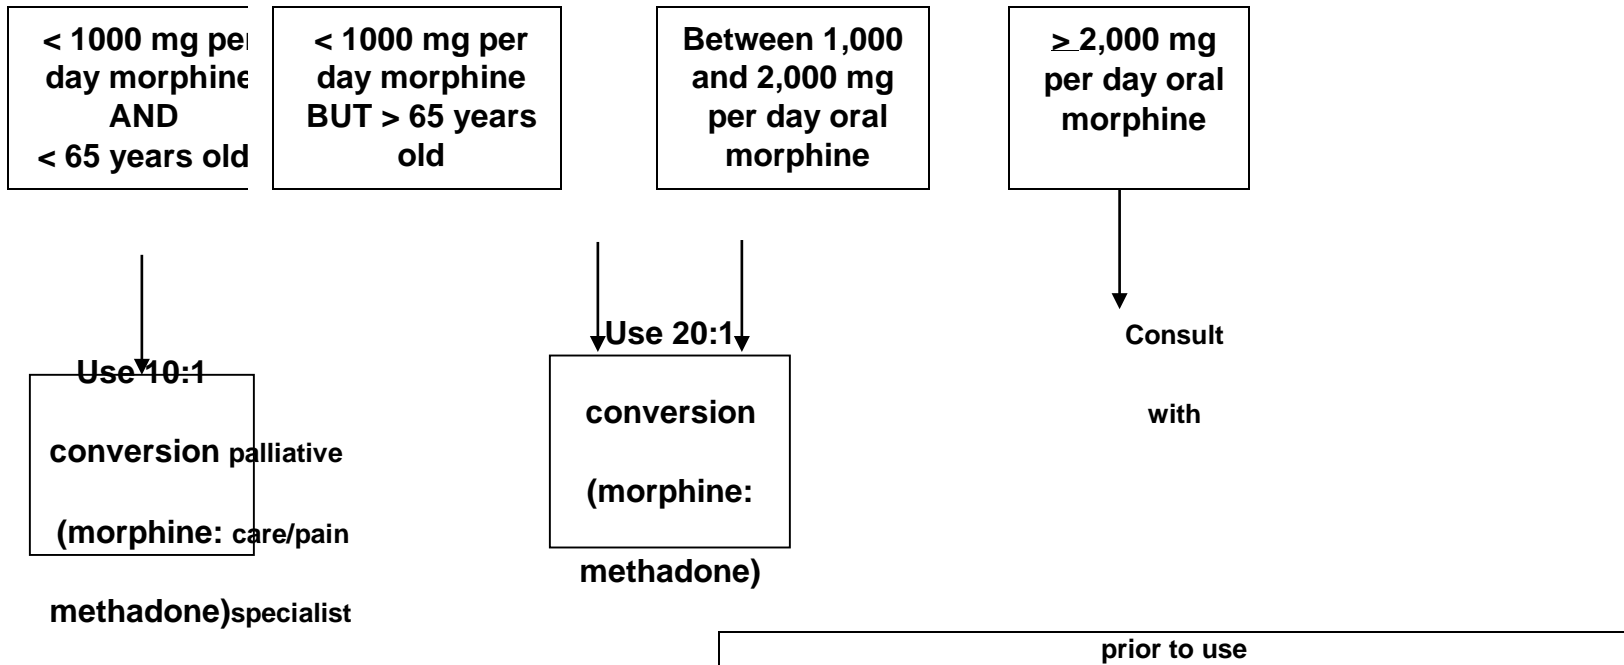 < 1000 mg per
day morphine
AND
< 65 years old
< 1000 mg per
day morphine
BUT > 65 years
old
Between 1,000
and 2,000 mg
per day oral
morphine
> 2,000 mg
per day oral
morphine
Use 10:1
conversion palliative
(morphine: care/pain
methadone)specialist
Use 20:1
conversion
(morphine:
methadone)
Consult
with
prior to use